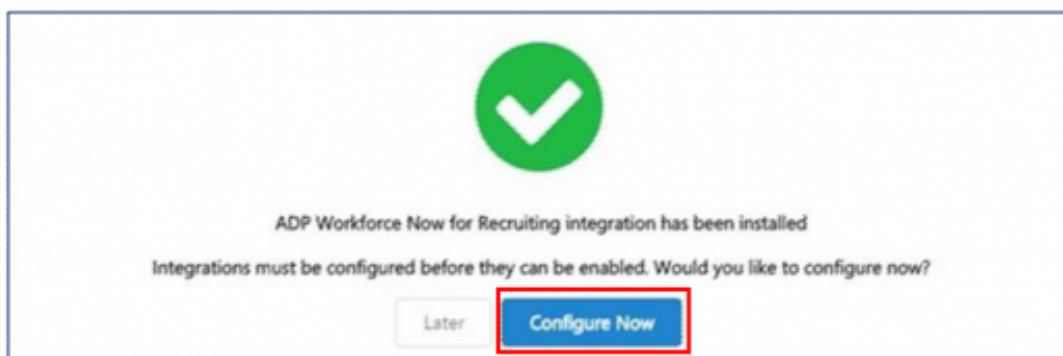 ADP Workforce Now for Recruiting integration has been installed
Integrations must be configured before they can be enabled. Would you like to configure now?
Later Configure Now